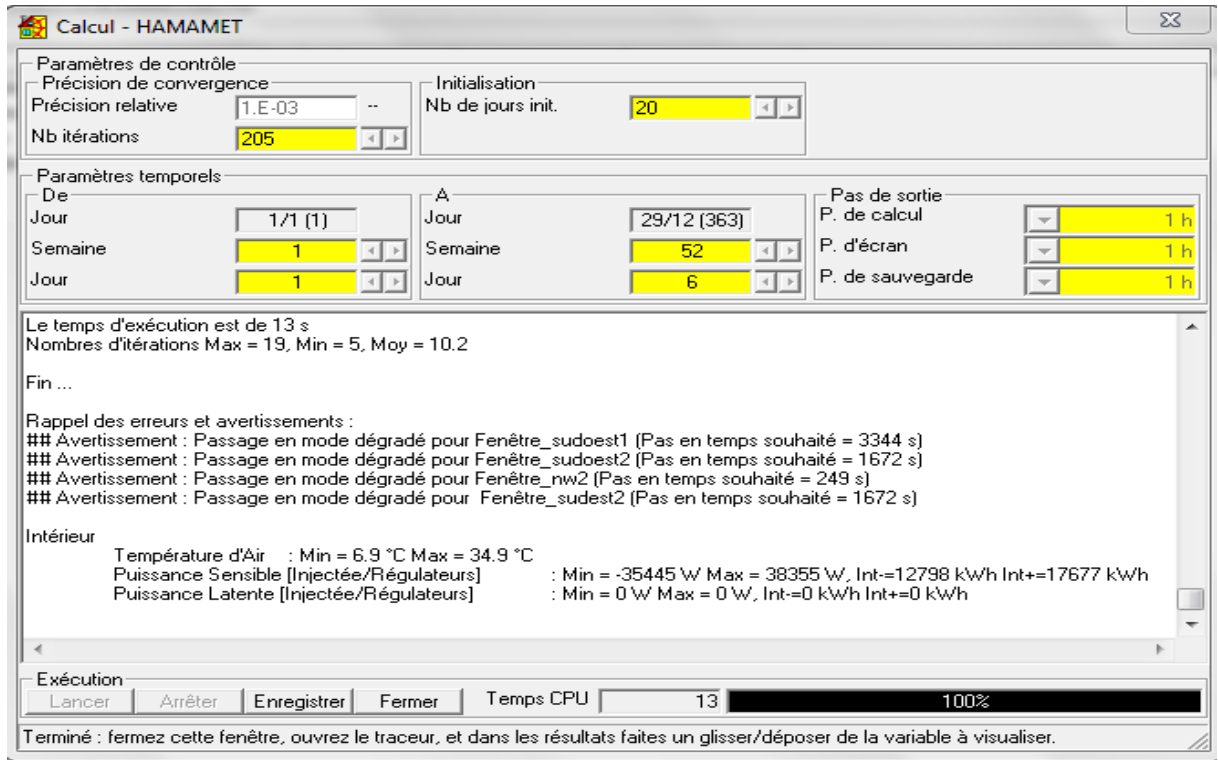 Calcul - HAMAMET
Paramètres de contrôle
Précision de convergence
Précision relative 1.E-03 --
Nb itérations 205
Initialisation
Nb de jours init. 20
Paramètres temporels
De
Jour 1/1 (1)
Semaine 1
Jour 1
A
Jour 29/12 (363)
Semaine 52
Jour 6
Pas de sortie
P. de calcul 1 h
P. d'écran 1 h
P. de sauvegarde 1 h
Le temps d'exécution est de 13 s
Nombres d'itérations Max = 19, Min = 5, Moy = 10.2
Fin ...
Rappel des erreurs et avertissements :
## Avertissement : Passage en mode dégradé pour Fenêtre_sudoest1 (Pas en temps souhaité = 3344 s)
## Avertissement : Passage en mode dégradé pour Fenêtre_sudoest2 (Pas en temps souhaité = 1672 s)
## Avertissement : Passage en mode dégradé pour Fenêtre_nw2 (Pas en temps souhaité = 249 s)
## Avertissement : Passage en mode dégradé pour  Fenêtre_sudest2 (Pas en temps souhaité = 1672 s)
Intérieur
Température d'Air : Min = 6.9 °C Max = 34.9 °C
Puissance Sensible [Injectée/Régulateurs] : Min = -35445 W Max = 38355 W, Int-=12798 kWh Int+=17677 kWh
Puissance Latente [Injectée/Régulateurs] : Min = 0 W Max = 0 W, Int-=0 kWh Int+=0 kWh
Exécution
Lancer Arrêter Enregistrer Fermer Temps CPU 13 100%
Terminé : fermez cette fenêtre, ouvrez le traceur, et dans les résultats faites un glisser/déposer de la variable à visualiser.